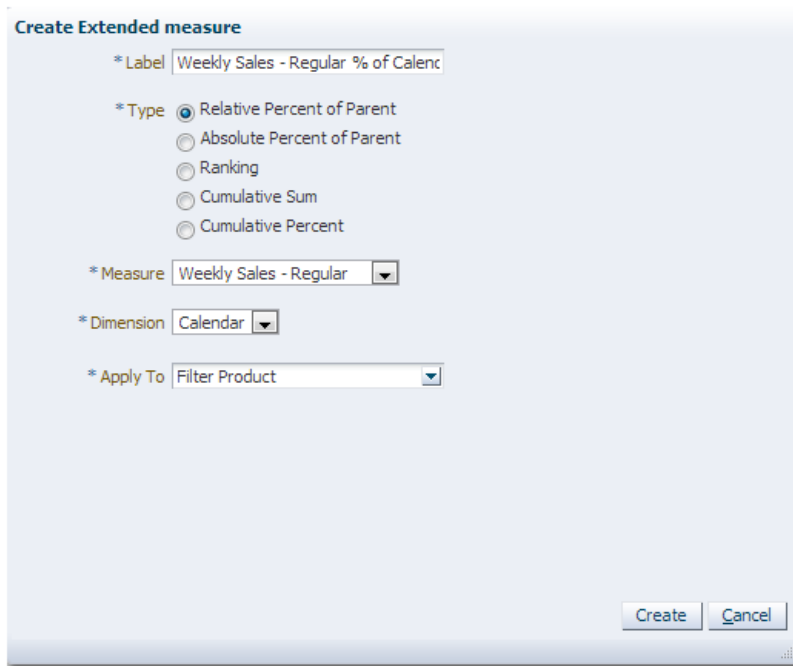 Create Extended measure
* Label Weekly Sales - Regular % of Calenc
* Type Relative Percent of Parent
Absolute Percent of Parent
Ranking
Cumulative Sum
Cumulative Percent
* Measure Weekly Sales - Regular
* Dimension Calendar
* Apply To Filter Product
Create Cancel